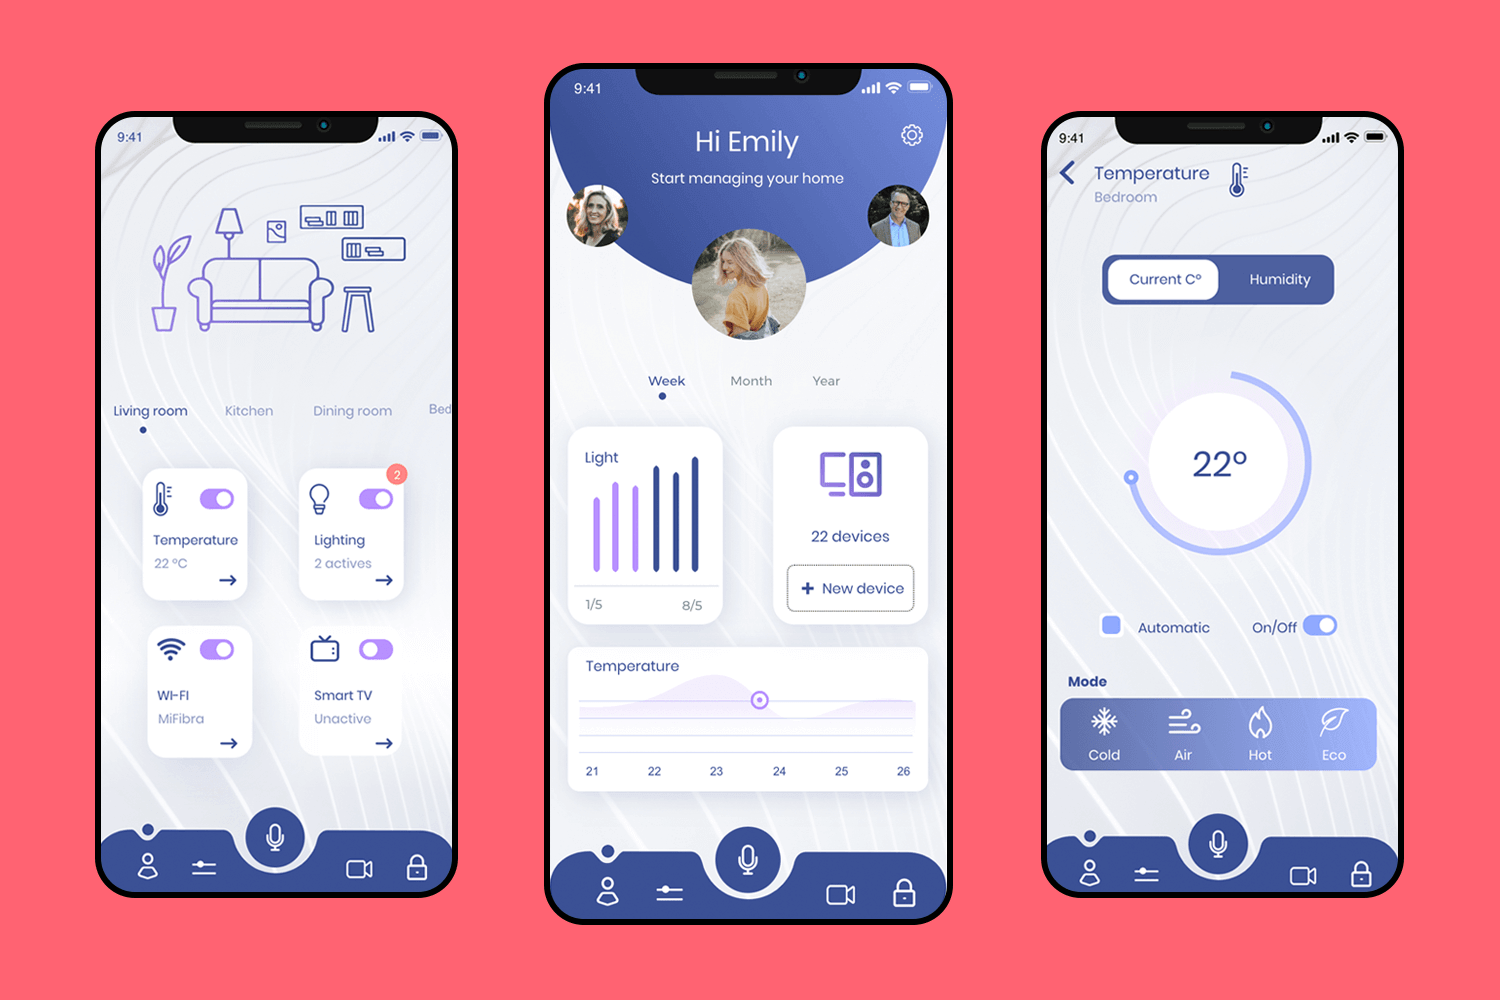 9:41
Living room
Kitchen
Dining room
Bed
Temperature
22 ºC
2
Lighting
2 actives
WI-FI
MiFibra
Smart TV
Unactive
9:41
Hi Emily
Start managing your home
Week
Month
Year
Light
1/5
8/5
22 devices
+ New device
Temperature
21
22
23
24
25
26
9:41
Temperature
Bedroom
Current Cº
Humidity
22º
Automatic
On/Off
Mode
Cold
Air
Hot
Eco